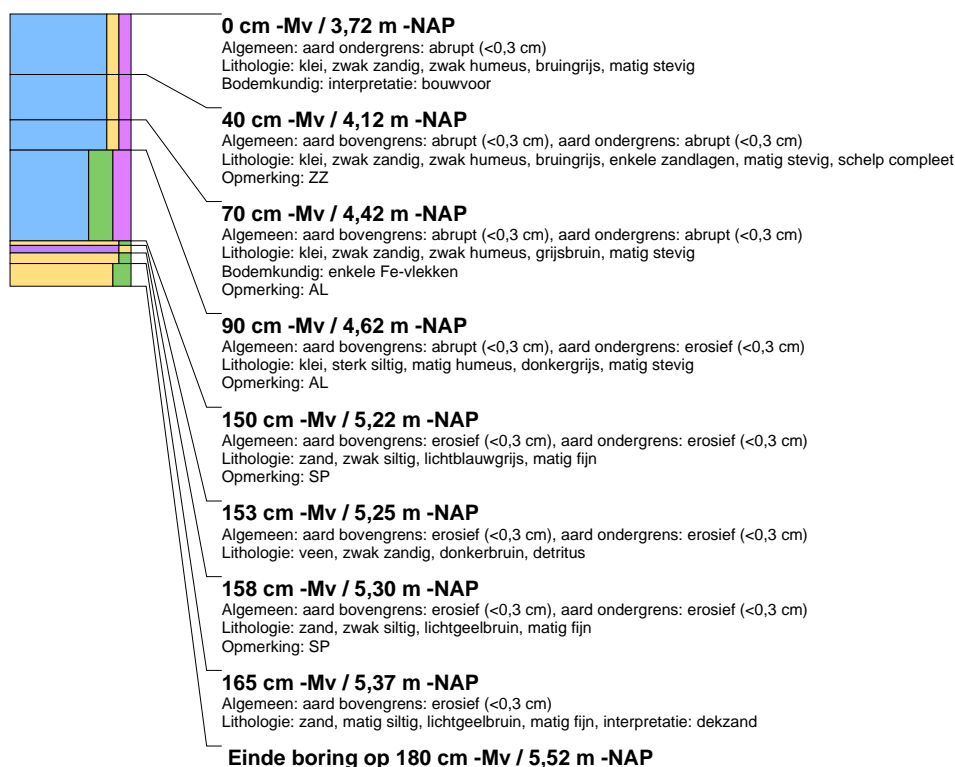 0 cm -Mv / 3,72 m -NAP
Algemeen: aard ondergrens: abrupt (<0,3 cm)
Lithologie: klei, zwak zandig, zwak humeus, bruingrijs, matig stevig
Bodemkundig: interpretatie: bouwvoor
40 cm -Mv / 4,12 m -NAP
Algemeen: aard bovengrens: abrupt (<0,3 cm), aard ondergrens: abrupt (<0,3 cm)
Lithologie: klei, zwak zandig, zwak humeus, bruingrijs, enkele zandlagen, matig stevig, schelp compleet
Opmerking: ZZ
70 cm -Mv / 4,42 m -NAP
Algemeen: aard bovengrens: abrupt (<0,3 cm), aard ondergrens: abrupt (<0,3 cm)
Lithologie: klei, zwak zandig, zwak humeus, grijsbruin, matig stevig
Bodemkundig: enkele Fe-vlekken
Opmerking: AL
90 cm -Mv / 4,62 m -NAP
Algemeen: aard bovengrens: abrupt (<0,3 cm), aard ondergrens: erosief (<0,3 cm)
Lithologie: klei, sterk siltig, matig humeus, donkergrijs, matig stevig
Opmerking: AL
150 cm -Mv / 5,22 m -NAP
Algemeen: aard bovengrens: erosief (<0,3 cm), aard ondergrens: erosief (<0,3 cm)
Lithologie: zand, zwak siltig, lichtblauwgrijs, matig fijn
Opmerking: SP
153 cm -Mv / 5,25 m -NAP
Algemeen: aard bovengrens: erosief (<0,3 cm), aard ondergrens: erosief (<0,3 cm)
Lithologie: veen, zwak zandig, donkerbruin, detritus
158 cm -Mv / 5,30 m -NAP
Algemeen: aard bovengrens: erosief (<0,3 cm), aard ondergrens: erosief (<0,3 cm)
Lithologie: zand, zwak siltig, lichtgeelbruin, matig fijn
Opmerking: SP
165 cm -Mv / 5,37 m -NAP
Algemeen: aard bovengrens: erosief (<0,3 cm)
Lithologie: zand, matig siltig, lichtgeelbruin, matig fijn, interpretatie: dekzand
Einde boring op 180 cm -Mv / 5,52 m -NAP